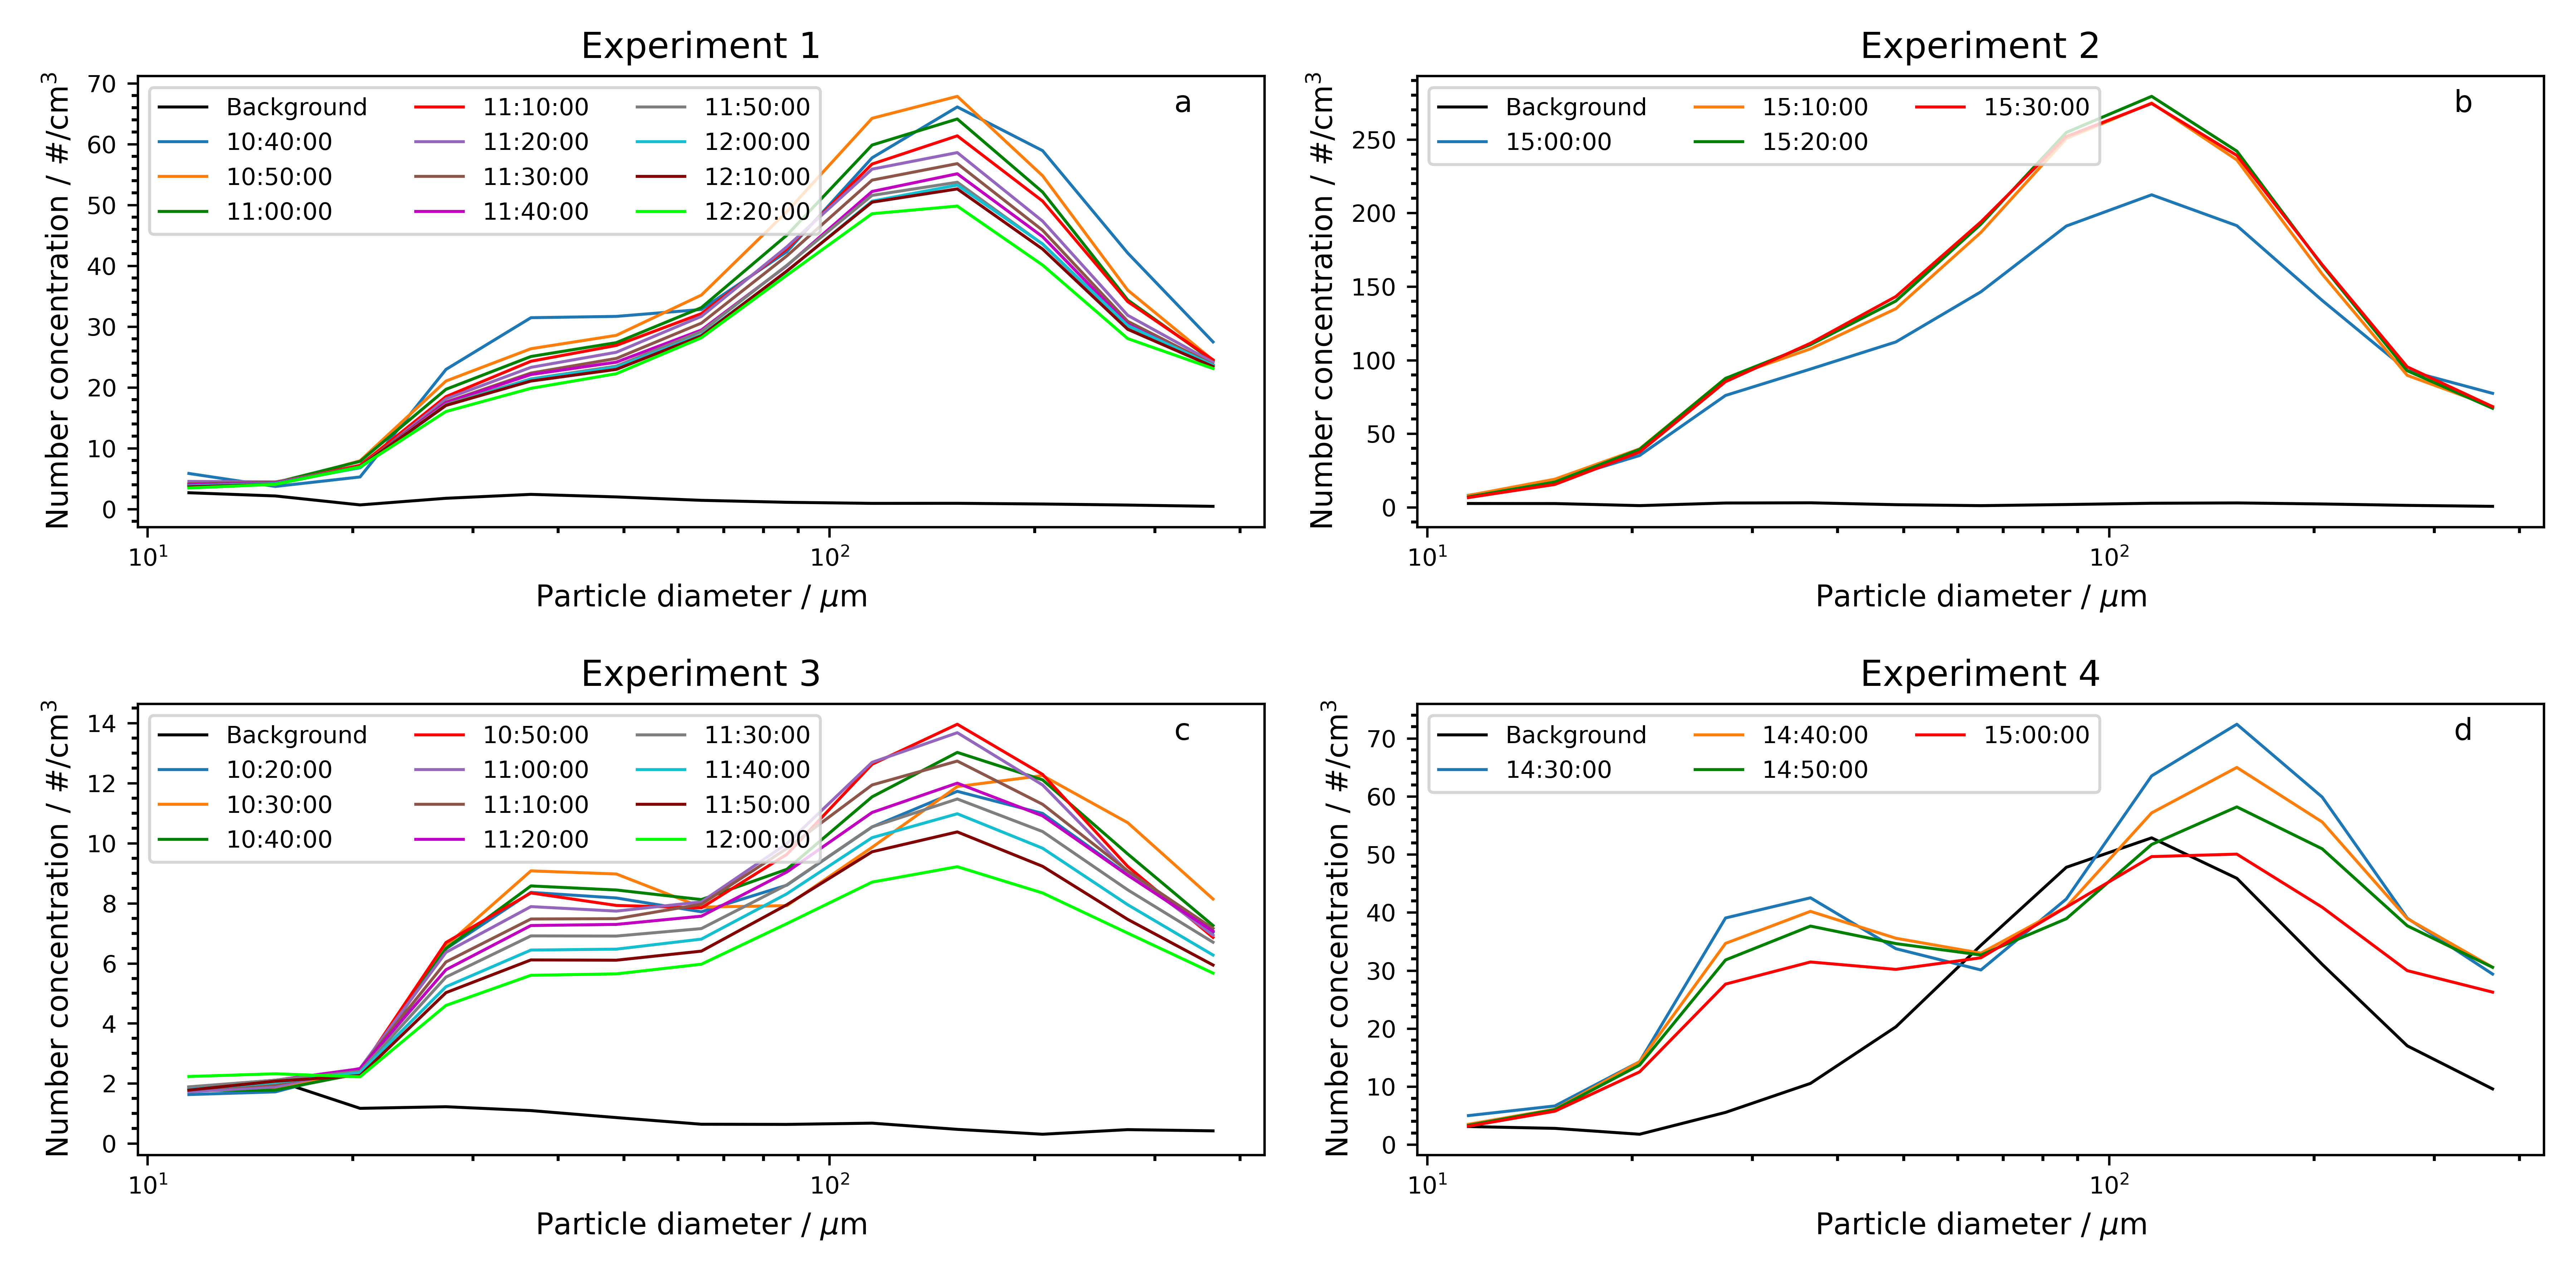 Experiment 1
Number concentration / #/cm³
70
60
50
40
30
20
10
0
Background 11:10:00 11:50:00
10:40:00 11:20:00 12:00:00
10:50:00 11:30:00 12:10:00
11:00:00 11:40:00 12:20:00
a
10¹ 10²
Particle diameter / μm
Experiment 2
Number concentration / #/cm³
250
200
150
100
50
0
Background 15:10:00 15:30:00
15:00:00 15:20:00
b
10¹ 10²
Particle diameter / μm
Experiment 3
Number concentration / #/cm³
14
12
10
8
6
4
2
0
Background 10:50:00 11:30:00
10:20:00 11:00:00 11:40:00
10:30:00 11:10:00 11:50:00
10:40:00 11:20:00 12:00:00
c
10¹ 10²
Particle diameter / μm
Experiment 4
Number concentration / #/cm³
70
60
50
40
30
20
10
0
Background 14:40:00 15:00:00
14:30:00 14:50:00
d
10¹ 10²
Particle diameter / μm